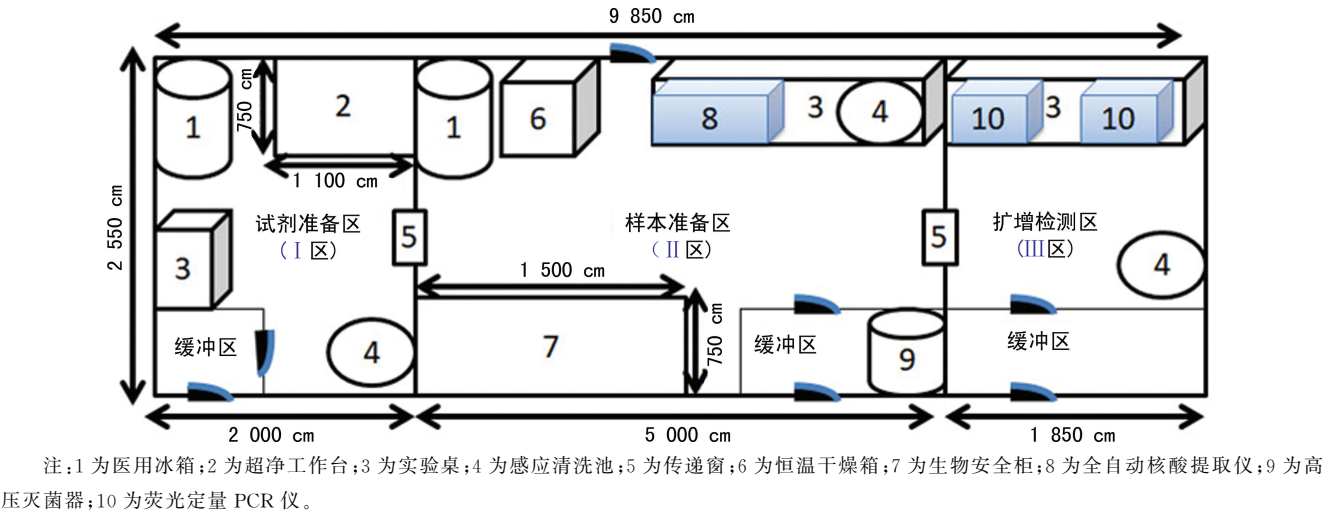 9 850 cm
2 550 cm
1
750 cm
2
1 100 cm
1
6
8
3
4
10
3
10
试剂准备区
(Ⅰ区)
5
样本准备区
(Ⅱ区)
5
扩增检测区
(Ⅲ区)
3
4
1 500 cm
缓冲区
4
7
750 cm
缓冲区
9
缓冲区
2 000 cm
5 000 cm
1 850 cm
注:1 为医用冰箱;2 为超净工作台;3 为实验桌;4 为感应清洗池;5 为传递窗;6 为恒温干燥箱;7 为生物安全柜;8 为全自动核酸提取仪;9 为高
压灭菌器;10 为荧光定量 PCR 仪。